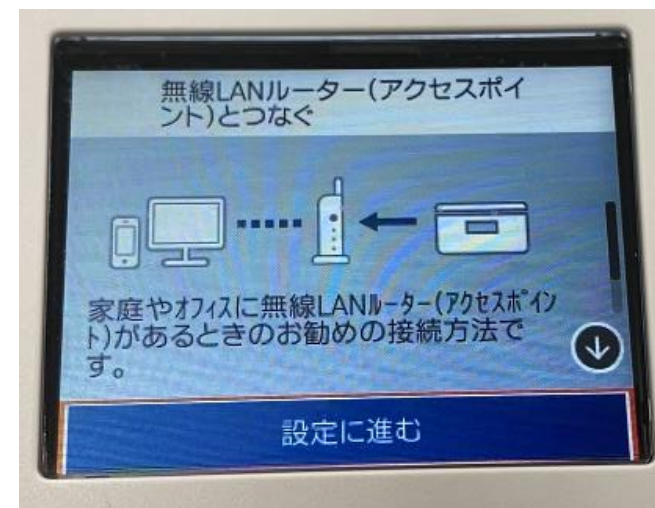 無線LANルーター(アクセスポイ
ント)とつなぐ
家庭やオフィスに無線LANルーター(アクセスポイン
ト)があるときのお勧めの接続方法で
す。
設定に進む